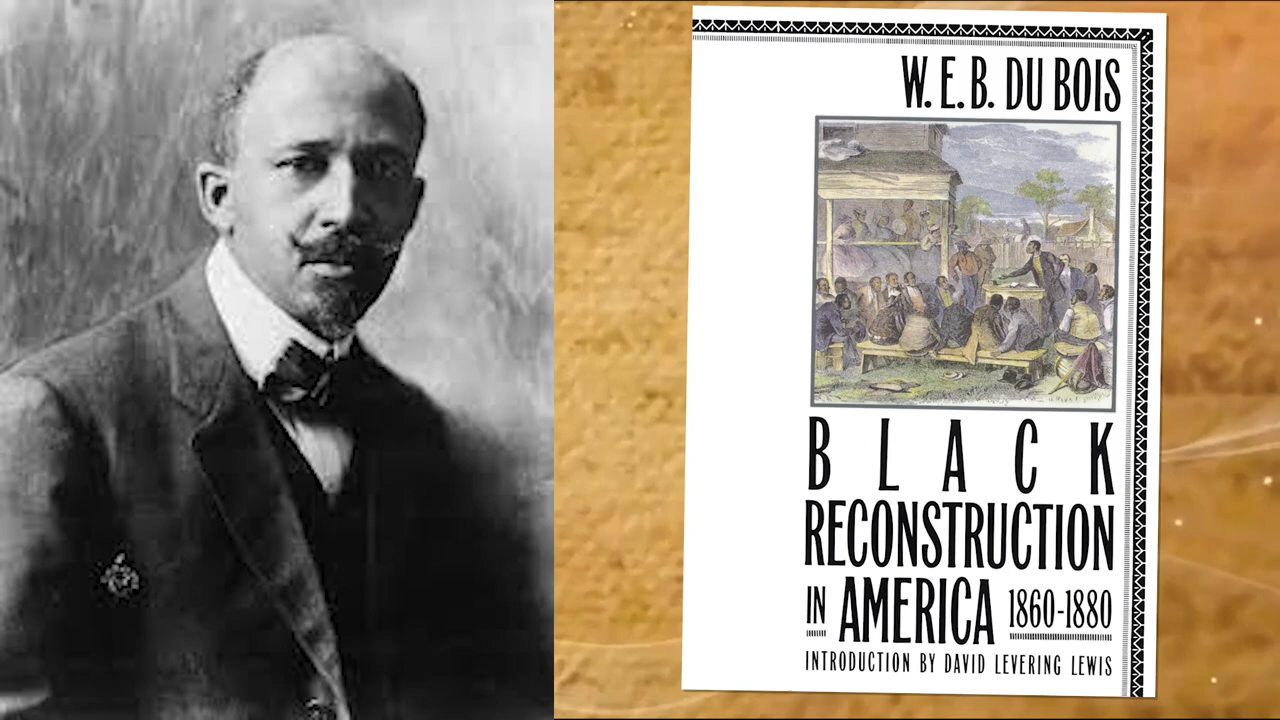 W. E. B. DU BOIS
BLACK
RECONSTRUCTION
IN AMERICA 1860-1880
INTRODUCTION BY DAVID LEVERING LEWIS